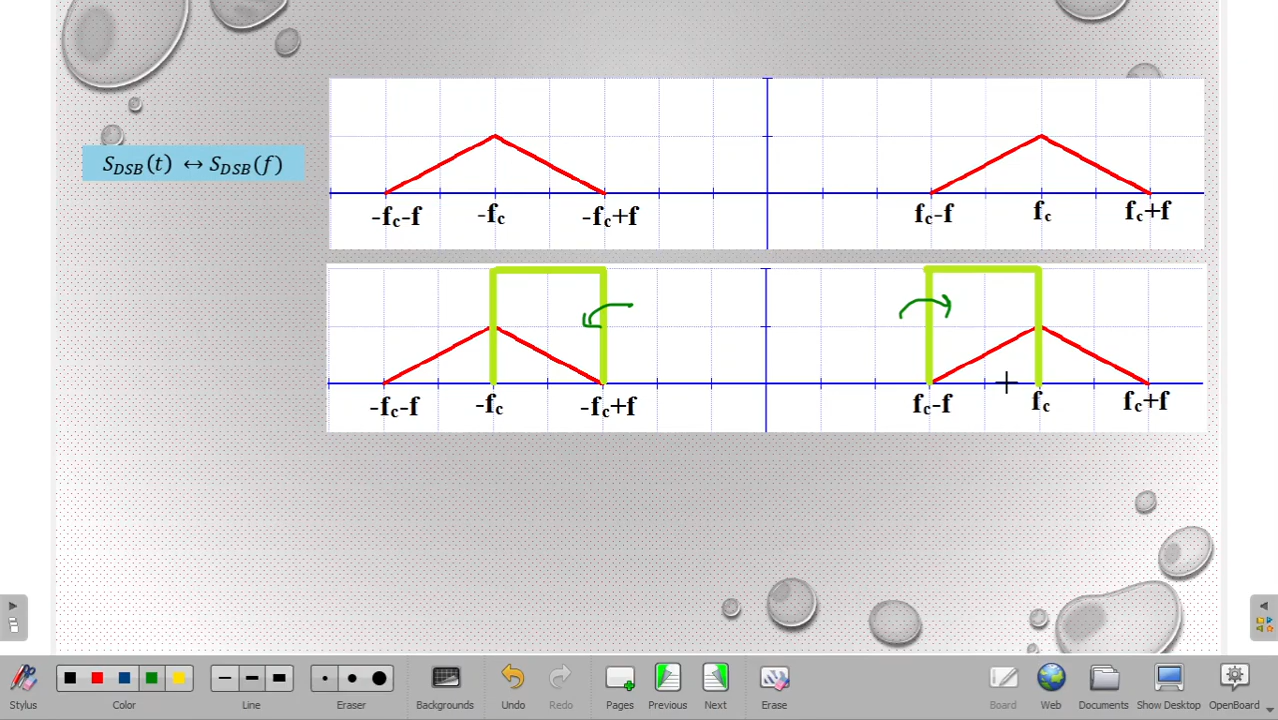 S_DSB(t) ↔ S_DSB(f)
-fc-f -fc -fc+f fc-f fc fc+f
-fc-f -fc -fc+f fc-f fc fc+f
Stylus Color Line Eraser Backgrounds Undo Redo Pages Previous Next Erase Board Web Documents Show Desktop OpenBoard